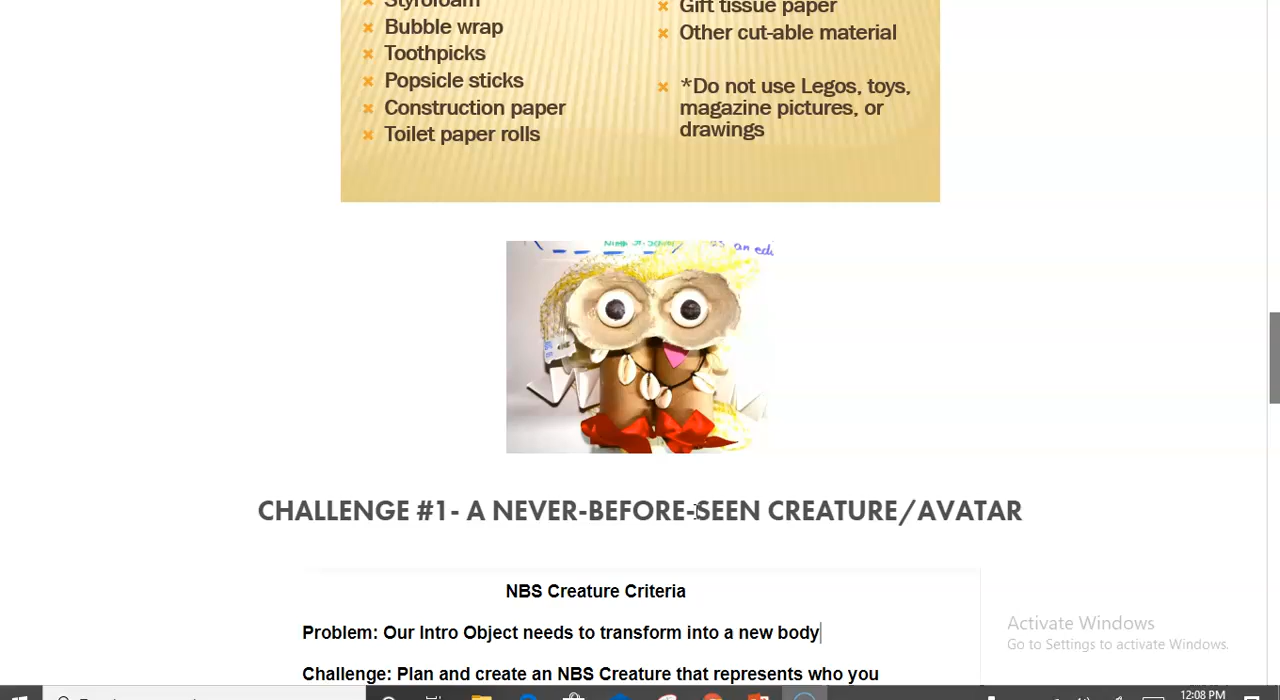 Styrofoam
Bubble wrap
Toothpicks
Popsicle sticks
Construction paper
Toilet paper rolls
Gift tissue paper
Other cut-able material
*Do not use Legos, toys,
magazine pictures, or
drawings
an edu
CHALLENGE #1- A NEVER-BEFORE-SEEN CREATURE/AVATAR
NBS Creature Criteria
Problem: Our Intro Object needs to transform into a new body
Challenge: Plan and create an NBS Creature that represents who you
Activate Windows
Go to Settings to activate Windows.
12:08 PM